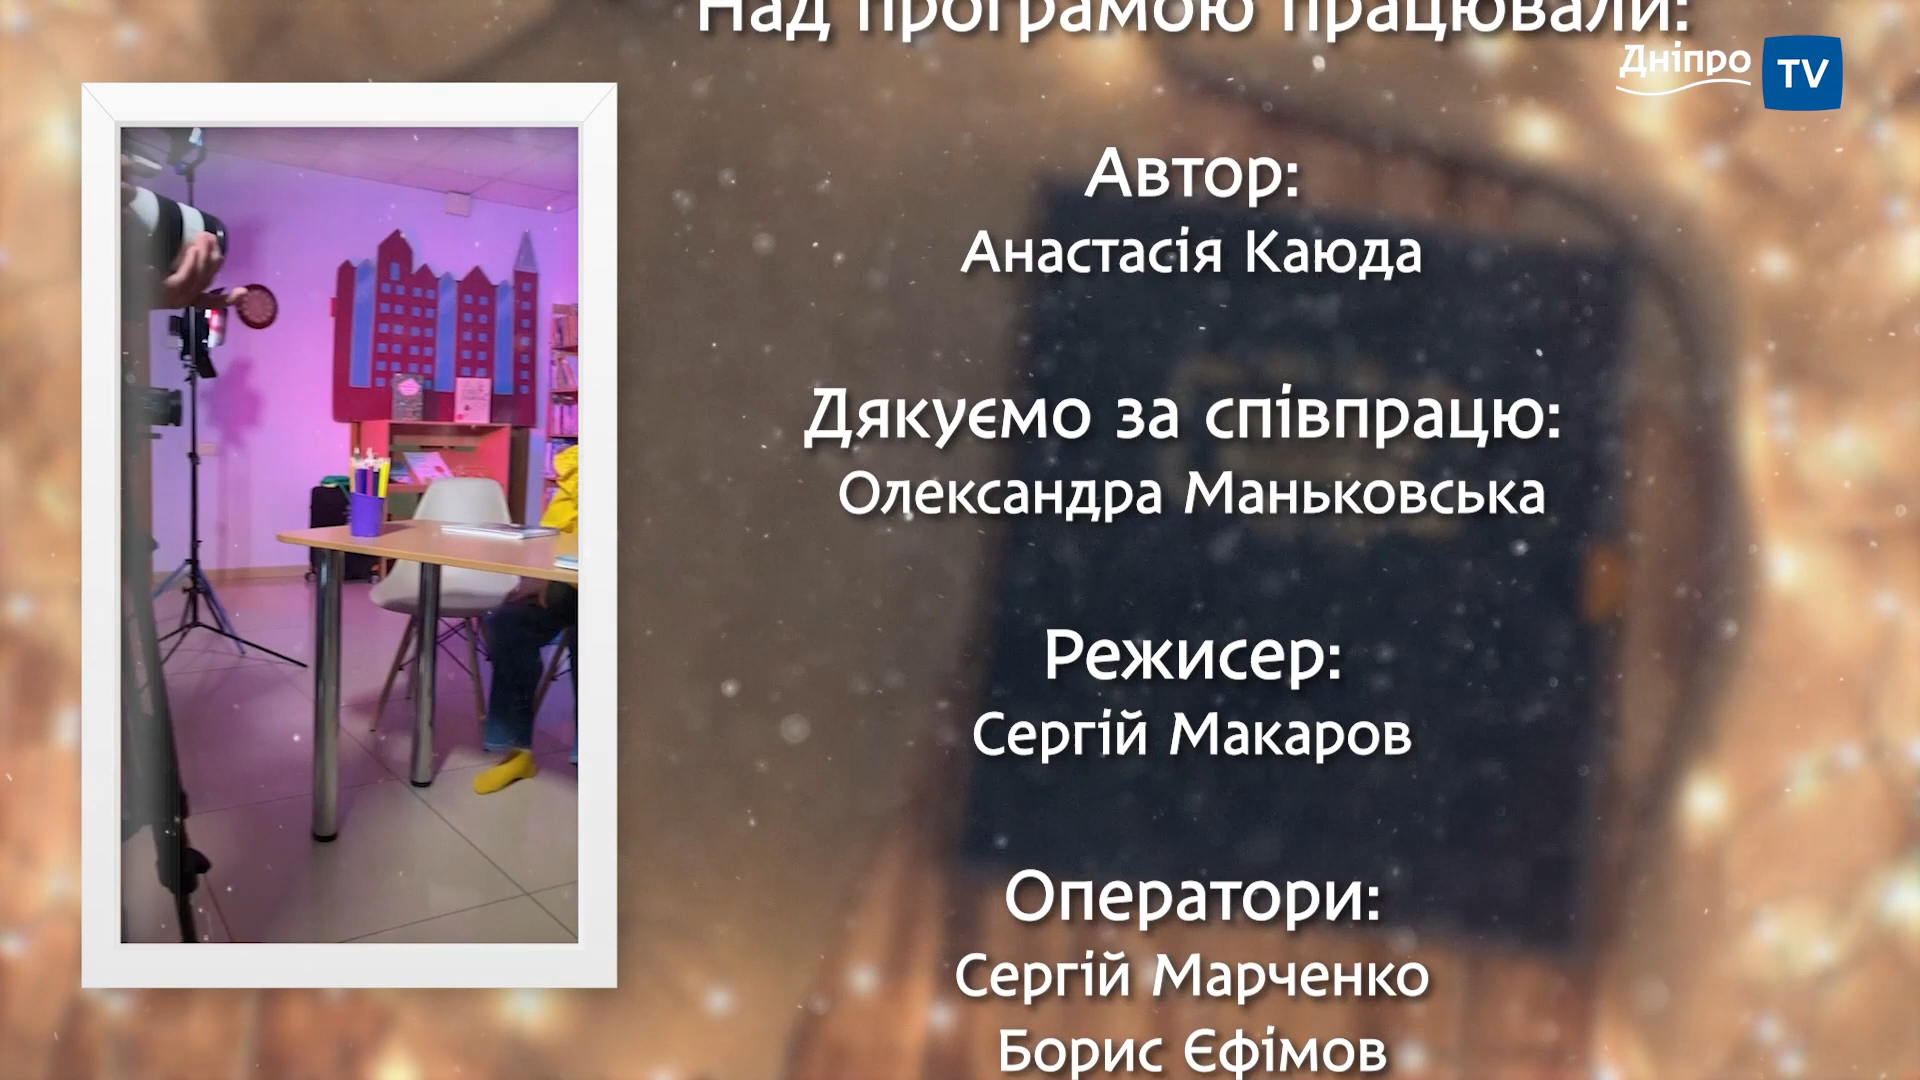 Над програмою працювали:
Дніпро TV
Автор:
Анастасія Каюда
Дякуємо за співпрацю:
Олександра Маньковська
Режисер:
Сергій Макаров
Оператори:
Сергій Марченко
Борис Єфімов